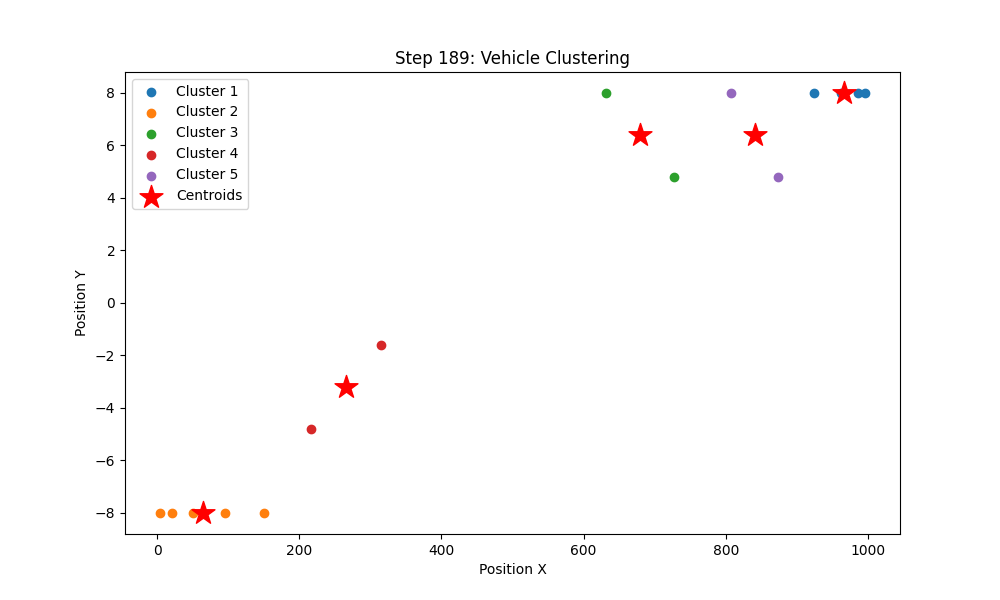 Step 189: Vehicle Clustering
Cluster 1
Cluster 2
Cluster 3
Cluster 4
Cluster 5
Centroids
8
6
4
2
0
−2
−4
−6
−8
Position Y
0 200 400 600 800 1000
Position X